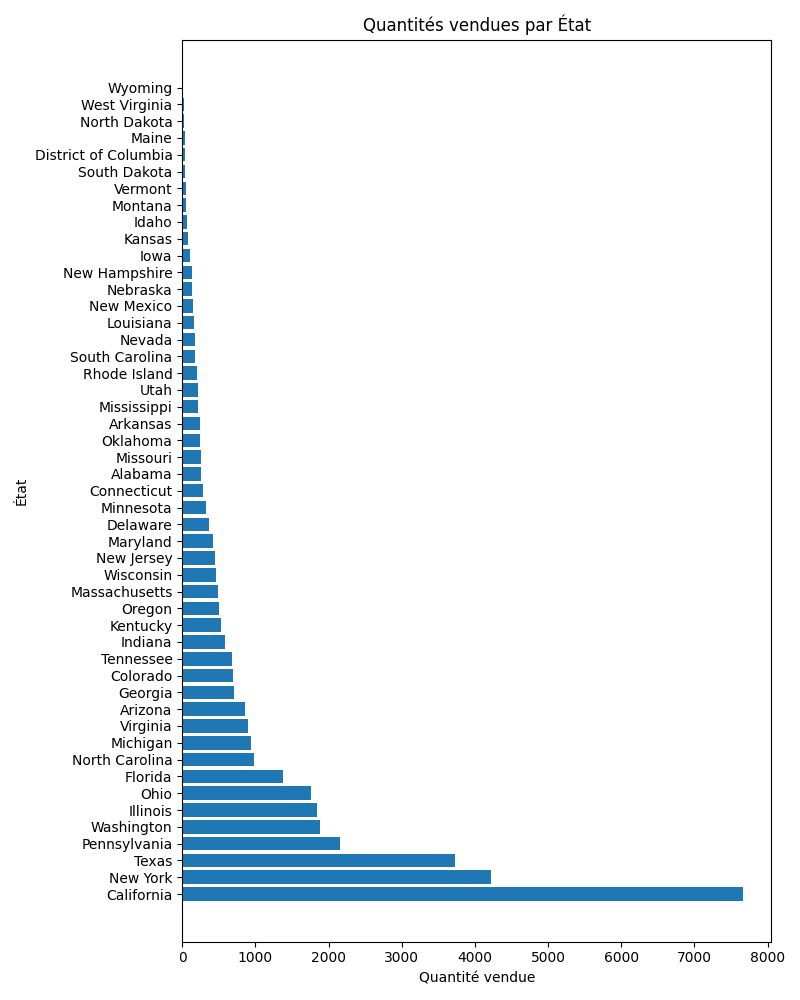 Quantités vendues par État
Wyoming
West Virginia
North Dakota
Maine
District of Columbia
South Dakota
Vermont
Montana
Idaho
Kansas
Iowa
New Hampshire
Nebraska
New Mexico
Louisiana
Nevada
South Carolina
Rhode Island
Utah
Mississippi
Arkansas
Oklahoma
Missouri
Alabama
Connecticut
Minnesota
Delaware
Maryland
New Jersey
Wisconsin
Massachusetts
Oregon
Kentucky
Indiana
Tennessee
Colorado
Georgia
Arizona
Virginia
Michigan
North Carolina
Florida
Ohio
Illinois
Washington
Pennsylvania
Texas
New York
California
État
0 1000 2000 3000 4000 5000 6000 7000 8000
Quantité vendue